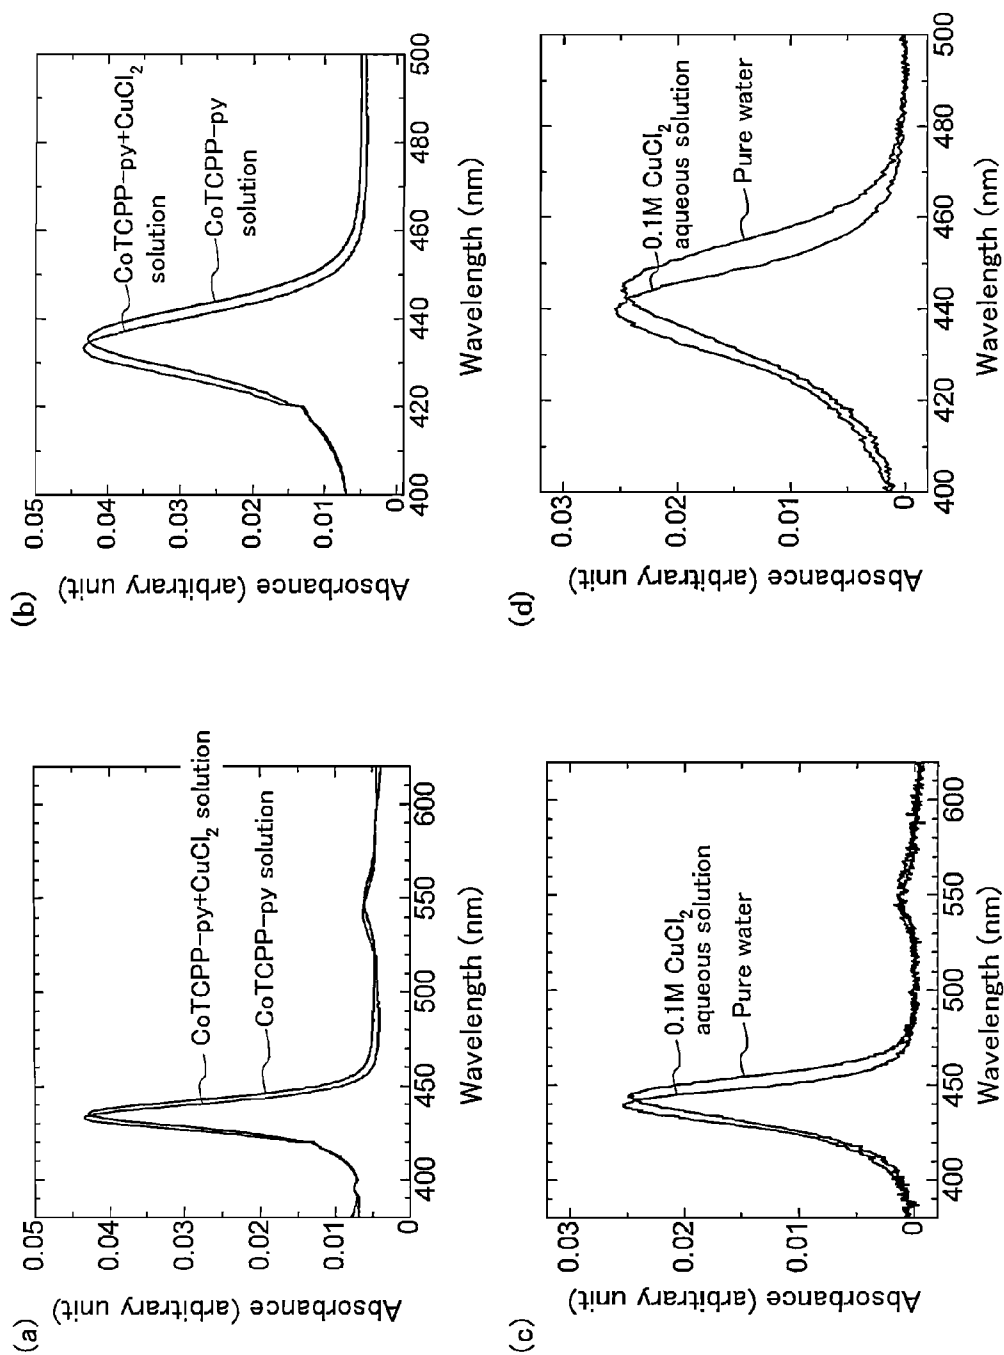 (a)
Absorbance (arbitrary unit)
0.05
0.04
0.03
0.02
0.01
0
400
450
500
550
600
Wavelength (nm)
CoTCPP-py+CuCl2 solution
CoTCPP-py solution
(b)
Absorbance (arbitrary unit)
0.05
0.04
0.03
0.02
0.01
0
400
420
440
460
480
500
Wavelength (nm)
CoTCPP-py+CuCl2
solution
CoTCPP-py
solution
(c)
Absorbance (arbitrary unit)
0.03
0.02
0.01
0
400
450
500
550
600
Wavelength (nm)
0.1M CuCl2
aqueous solution
Pure water
(d)
Absorbance (arbitrary unit)
0.03
0.02
0.01
0
400
420
440
460
480
500
Wavelength (nm)
0.1M CuCl2
aqueous solution
Pure water